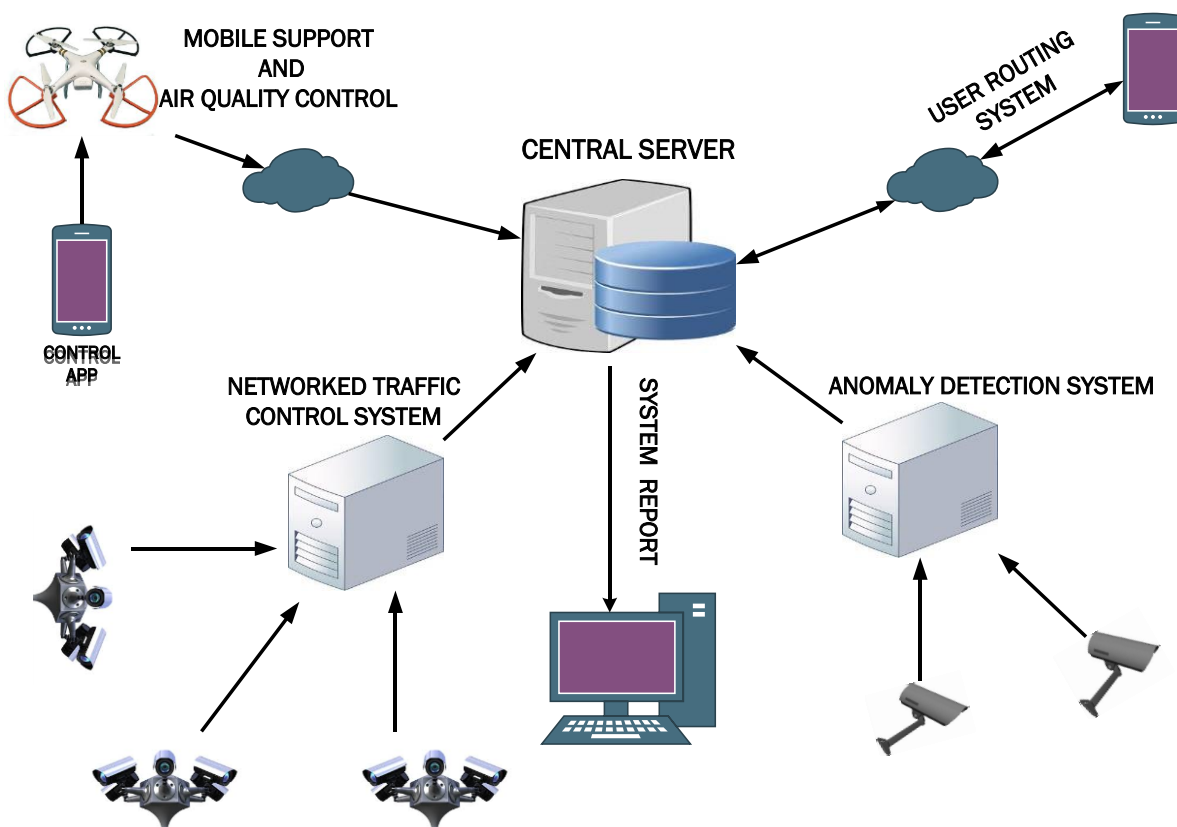 MOBILE SUPPORT
AND
AIR QUALITY CONTROL
USER ROUTING
SYSTEM
CENTRAL SERVER
CONTROL
APP
NETWORKED TRAFFIC
CONTROL SYSTEM
SYSTEM REPORT
ANOMALY DETECTION SYSTEM